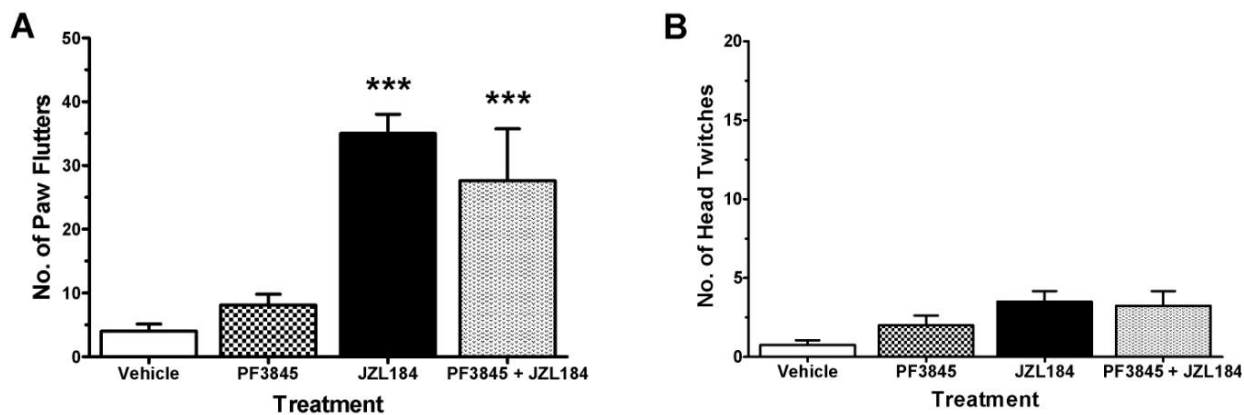 A
No. of Paw Flutters
50
40
30
20
10
0
***
***
Vehicle
PF3845
JZL184
PF3845 + JZL184
Treatment
B
No. of Head Twitches
20
15
10
5
0
Vehicle
PF3845
JZL184
PF3845 + JZL184
Treatment